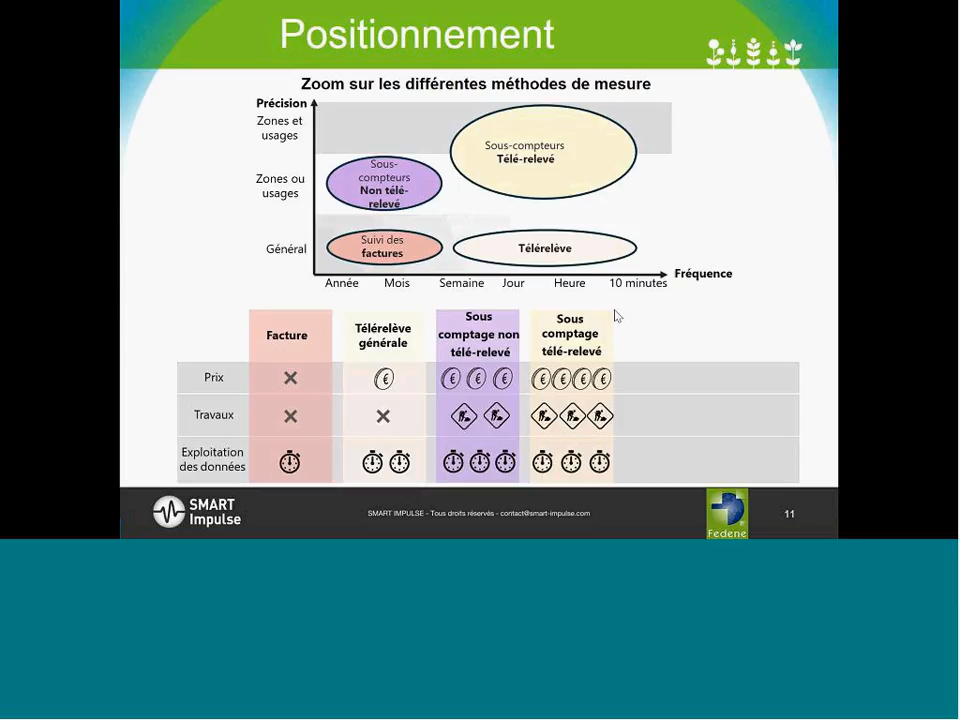 Positionnement
Zoom sur les différentes méthodes de mesure
Précision
Zones et
usages
Zones ou
usages
Général
Sous-compteurs
Télé-relevé
Sous-
compteurs
Non télé-
relevé
Suivi des
factures
Télérelève
Fréquence
Année Mois Semaine Jour Heure 10 minutes
Facture
Télérelève
générale
Sous
comptage non
télé-relevé
Sous
comptage
télé-relevé
Prix
Travaux
Exploitation
des données
SMART
Impulse
SMART IMPULSE - Tous droits réservés - contact@smart-impulse.com
Fedene
11